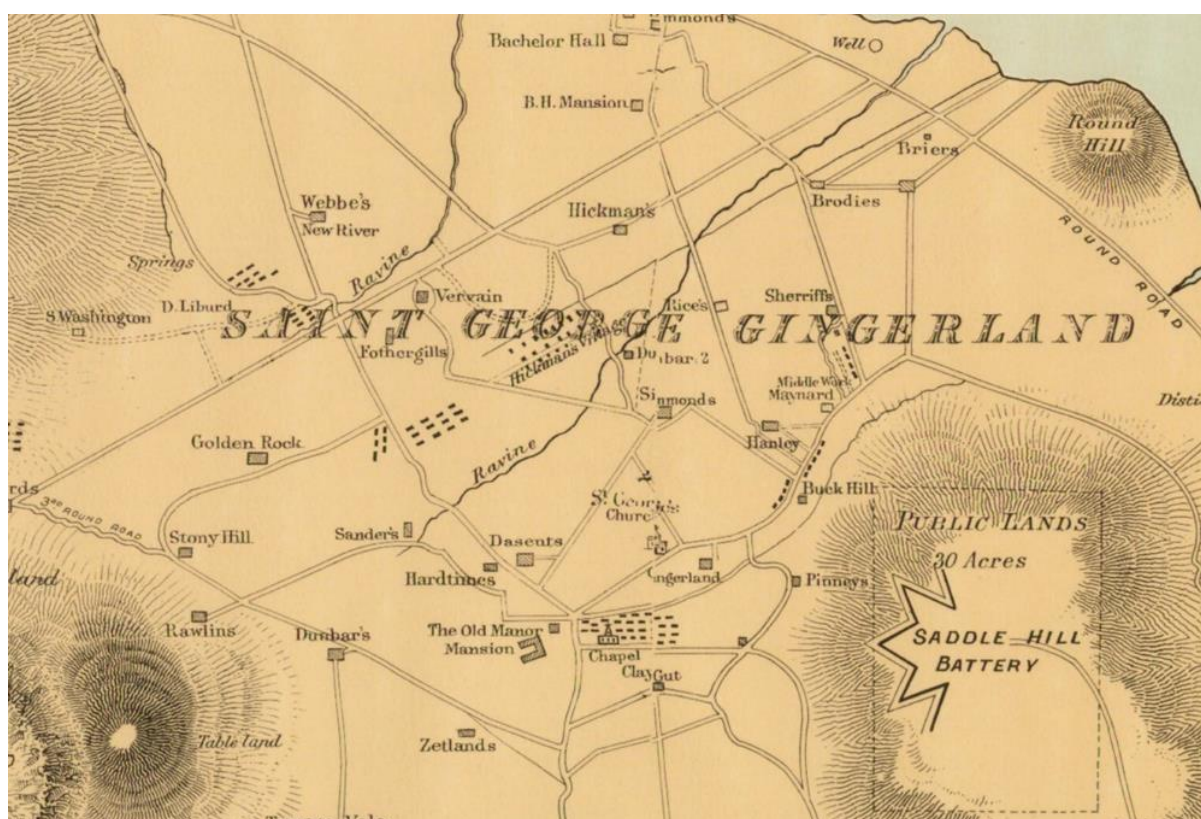 Bachelor Hall
Well
B.H. Mansion
Round
Hill
Briers
Brodies
Webbe's
New River
Hickman's
Ravine
Springs
ROUND ROAD
Vervain
D. Liburd
S. Washington
Rice's
Sherriffs
SAINT GEORGE GINGERLAND
Fothergills
Hickmans Village
Middle Work
Maynard
Simmonds
Golden Rock
Hanley
Ravine
Buck Hill
St George's
Church
PUBLIC LANDS
30 Acres
3RD ROUND ROAD
Stony Hill
Sander's
Dasents
Hardtimes
Pinneys
Rawlins
Dunbar's
The Old Manor
Mansion
Chapel
SADDLE HILL
BATTERY
Clay Gut
Table land
Zetlands